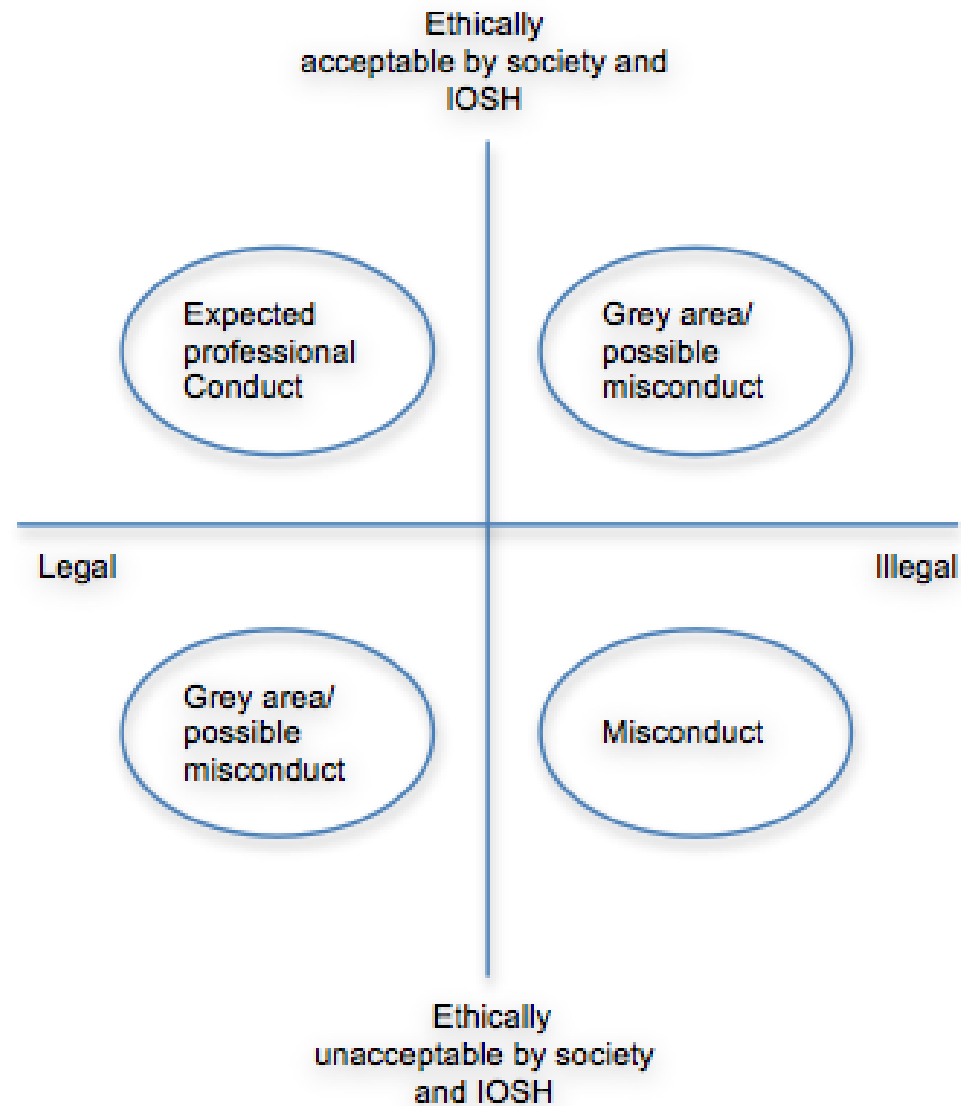 Ethically
acceptable by society and
IOSH
Expected
professional
Conduct
Grey area/
possible
misconduct
Legal
Illegal
Grey area/
possible
misconduct
Misconduct
Ethically
unacceptable by society
and IOSH